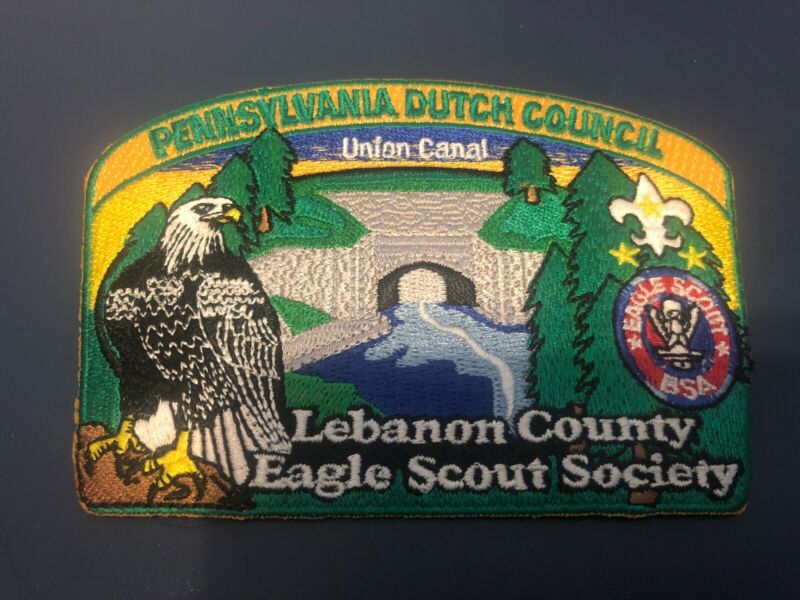 PENNSYLVANIA DUTCH COUNCIL
Union Canal
EAGLE SCOUT
BSA
Lebanon County
Eagle Scout Society